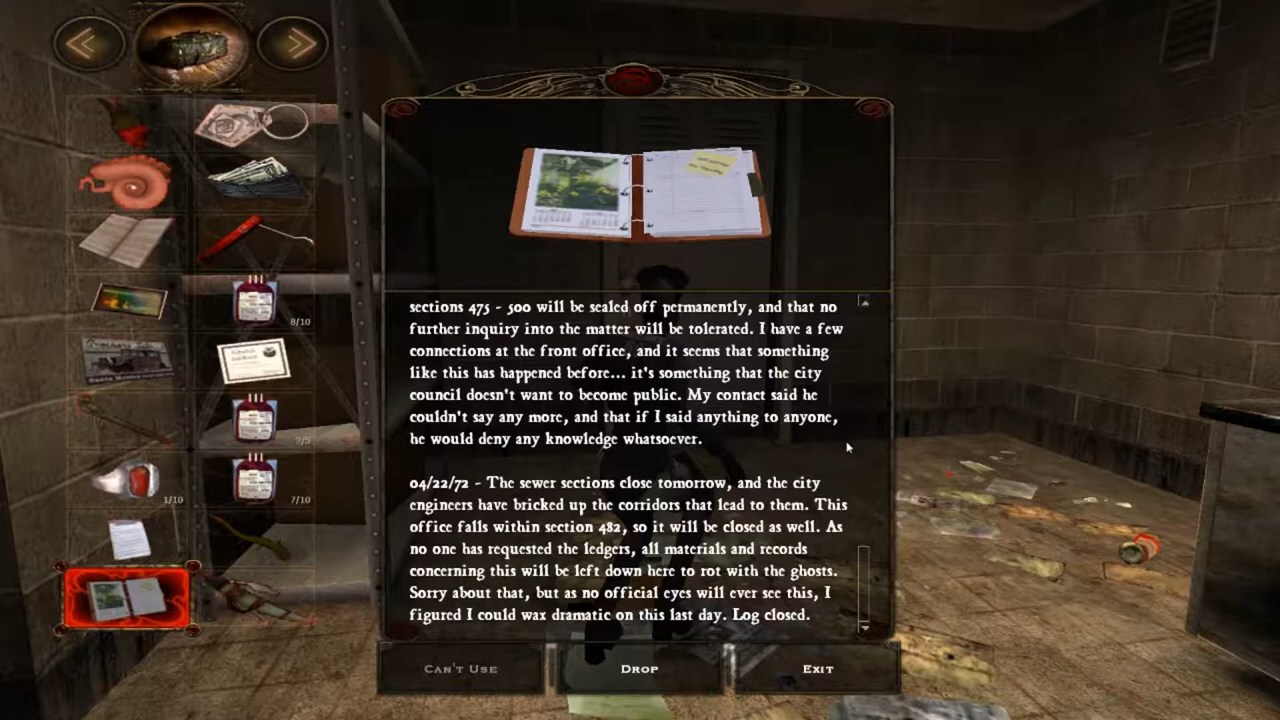 sections 475 - 500 will be sealed off permanently, and that no
further inquiry into the matter will be tolerated. I have a few
connections at the front office, and it seems that something
like this has happened before... it's something that the city
council doesn't want to become public. My contact said he
couldn't say any more, and that if I said anything to anyone,
he would deny any knowledge whatsoever.
04/22/72 - The sewer sections close tomorrow, and the city
engineers have bricked up the corridors that lead to them. This
office falls within section 482, so it will be closed as well. As
no one has requested the ledgers, all materials and records
concerning this will be left down here to rot with the ghosts.
Sorry about that, but as no official eyes will ever see this, I
figured I could wax dramatic on this last day. Log closed.
8/10
1/10
7/10
Can't Use
Drop
Exit